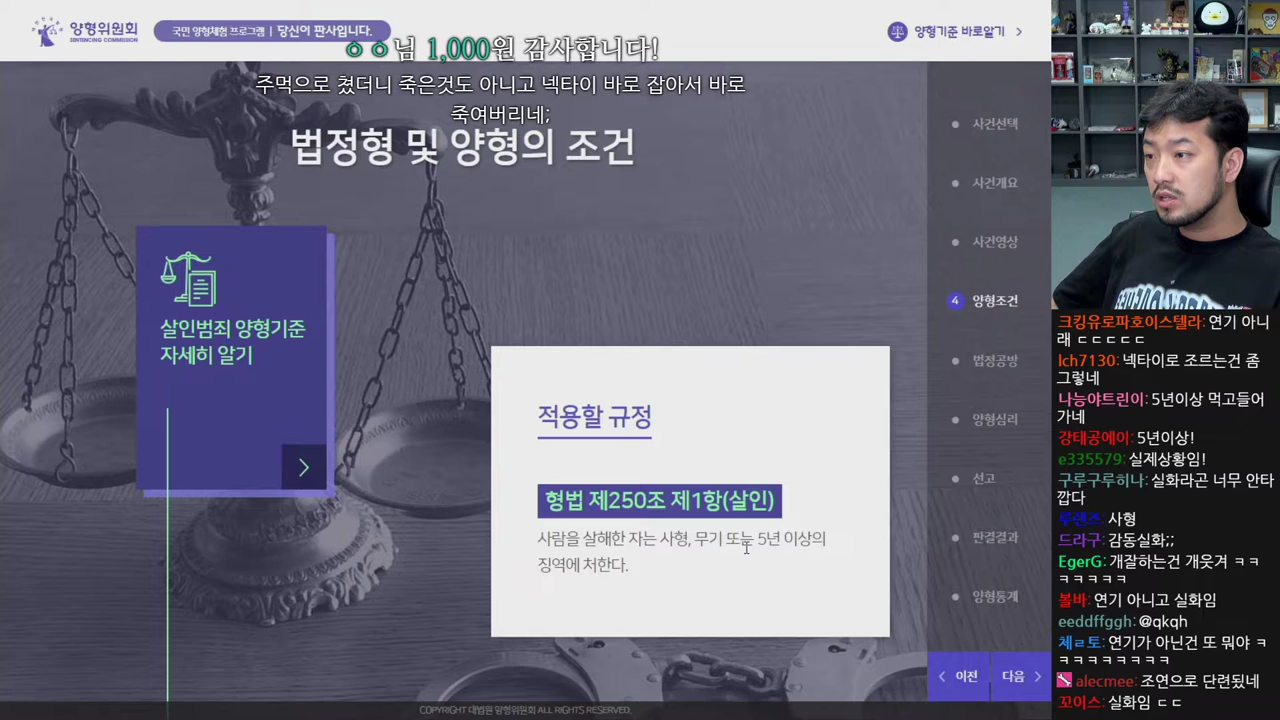 양형위원회
SENTENCING COMMISSION
국민 양형체험 프로그램 | 당신이 판사입니다.
양형기준 바로알기
ㅇㅇ님 1,000원 감사합니다!
주먹으로 쳤더니 죽은것도 아니고 넥타이 바로 잡아서 바로
죽여버리네;
법정형 및 양형의 조건
살인범죄 양형기준
자세히 알기
적용할 규정
형법 제250조 제1항(살인)
사람을 살해한 자는 사형, 무기 또는 5년 이상의
징역에 처한다.
사건선택
사건개요
사건영상
4 양형조건
법정공방
양형심리
선고
판결결과
양형통계
이전
다음
COPYRIGHT 대법원 양형위원회 ALL RIGHTS RESERVED.
크킹유로파호이스텔라: 연기 아니
래 ㄷㄷㄷㄷㄷ
lch7130: 넥타이로 조르는건 좀
그렇네
나능야트린이: 5년이상 먹고들어
가네
강태공에이: 5년이상!
e335579: 실제상황임!
구루구루히나: 실화라곤 너무 안타
깝다
루렌즈: 사형
드라구: 감동실화;;
EgerG: 개잘하는건 개웃겨 ㅋㅋ
ㅋㅋㅋㅋㅋ
볼바: 연기 아니고 실화임
eeddffggh: @qkqh
체ㄹ토: 연기가 아닌건 또 뭐야 ㅋ
ㅋㅋㅋㅋㅋㅋㅋㅋ
alecmee: 조연으로 단련됬네
꼬이스: 실화임 ㄷㄷ